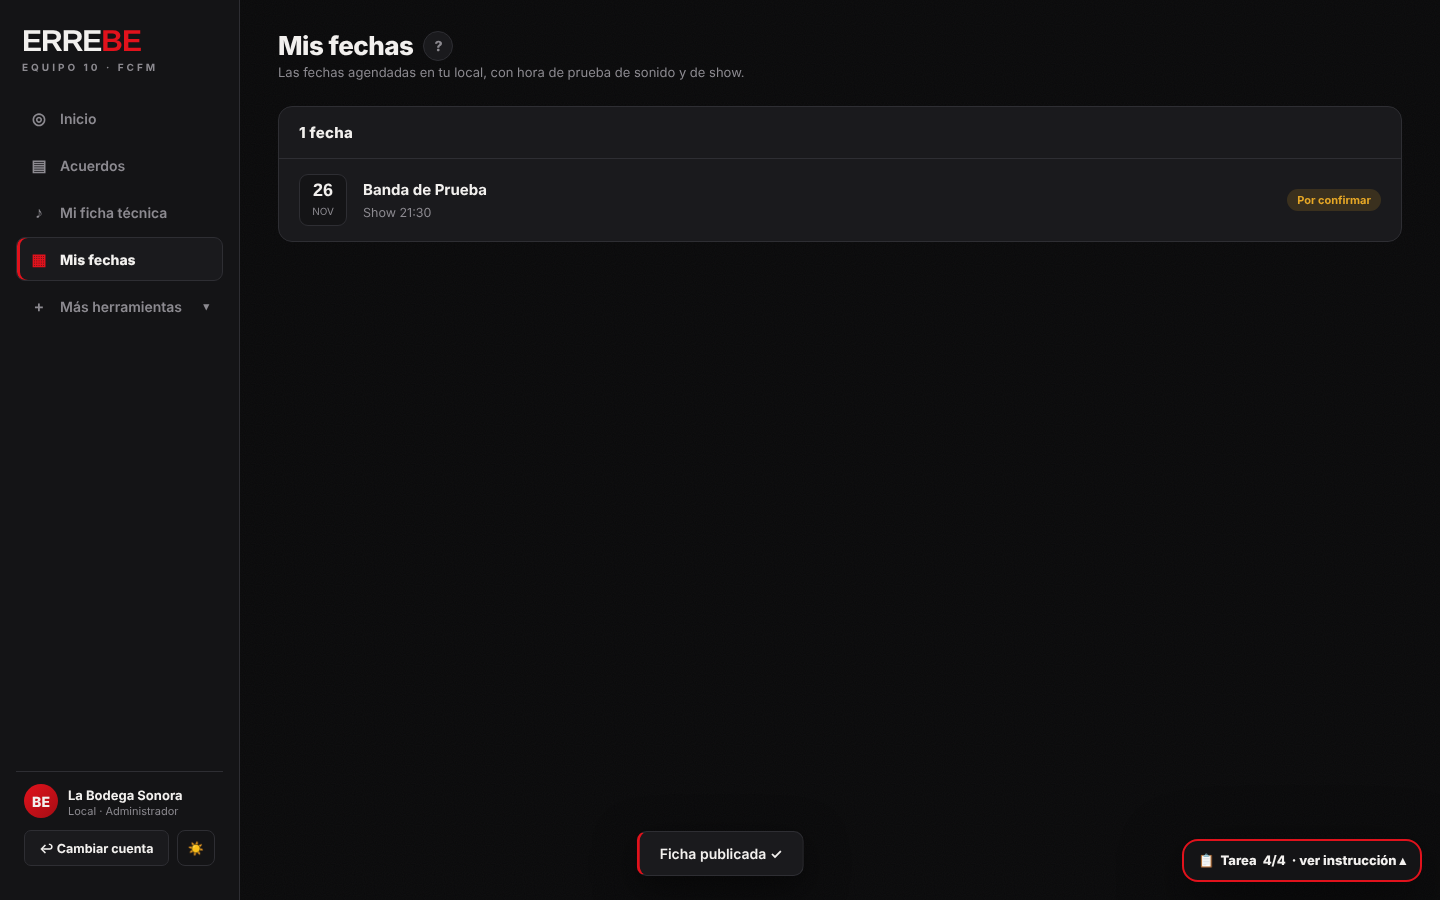 ERREBE
EQUIPO 10 · FCFM
Inicio
Acuerdos
Mi ficha técnica
Mis fechas
+ Más herramientas ▾
La Bodega Sonora
BE
Local · Administrador
↩ Cambiar cuenta
Mis fechas ?
Las fechas agendadas en tu local, con hora de prueba de sonido y de show.
1 fecha
26
NOV
Banda de Prueba
Show 21:30
Por confirmar
Ficha publicada ✓
Tarea 4/4 · ver instrucción ▴